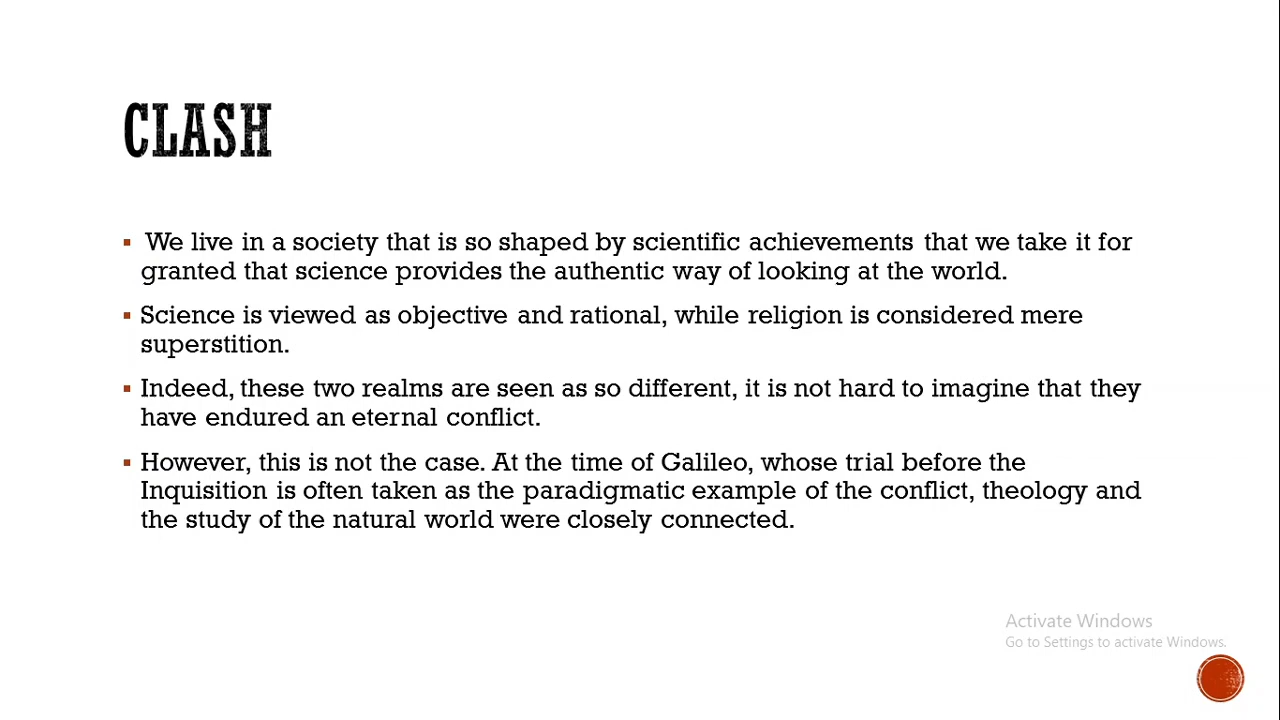 CLASH
▪ We live in a society that is so shaped by scientific achievements that we take it for
granted that science provides the authentic way of looking at the world.
▪ Science is viewed as objective and rational, while religion is considered mere
superstition.
▪ Indeed, these two realms are seen as so different, it is not hard to imagine that they
have endured an eternal conflict.
▪ However, this is not the case. At the time of Galileo, whose trial before the
Inquisition is often taken as the paradigmatic example of the conflict, theology and
the study of the natural world were closely connected.
Activate Windows
Go to Settings to activate Windows.